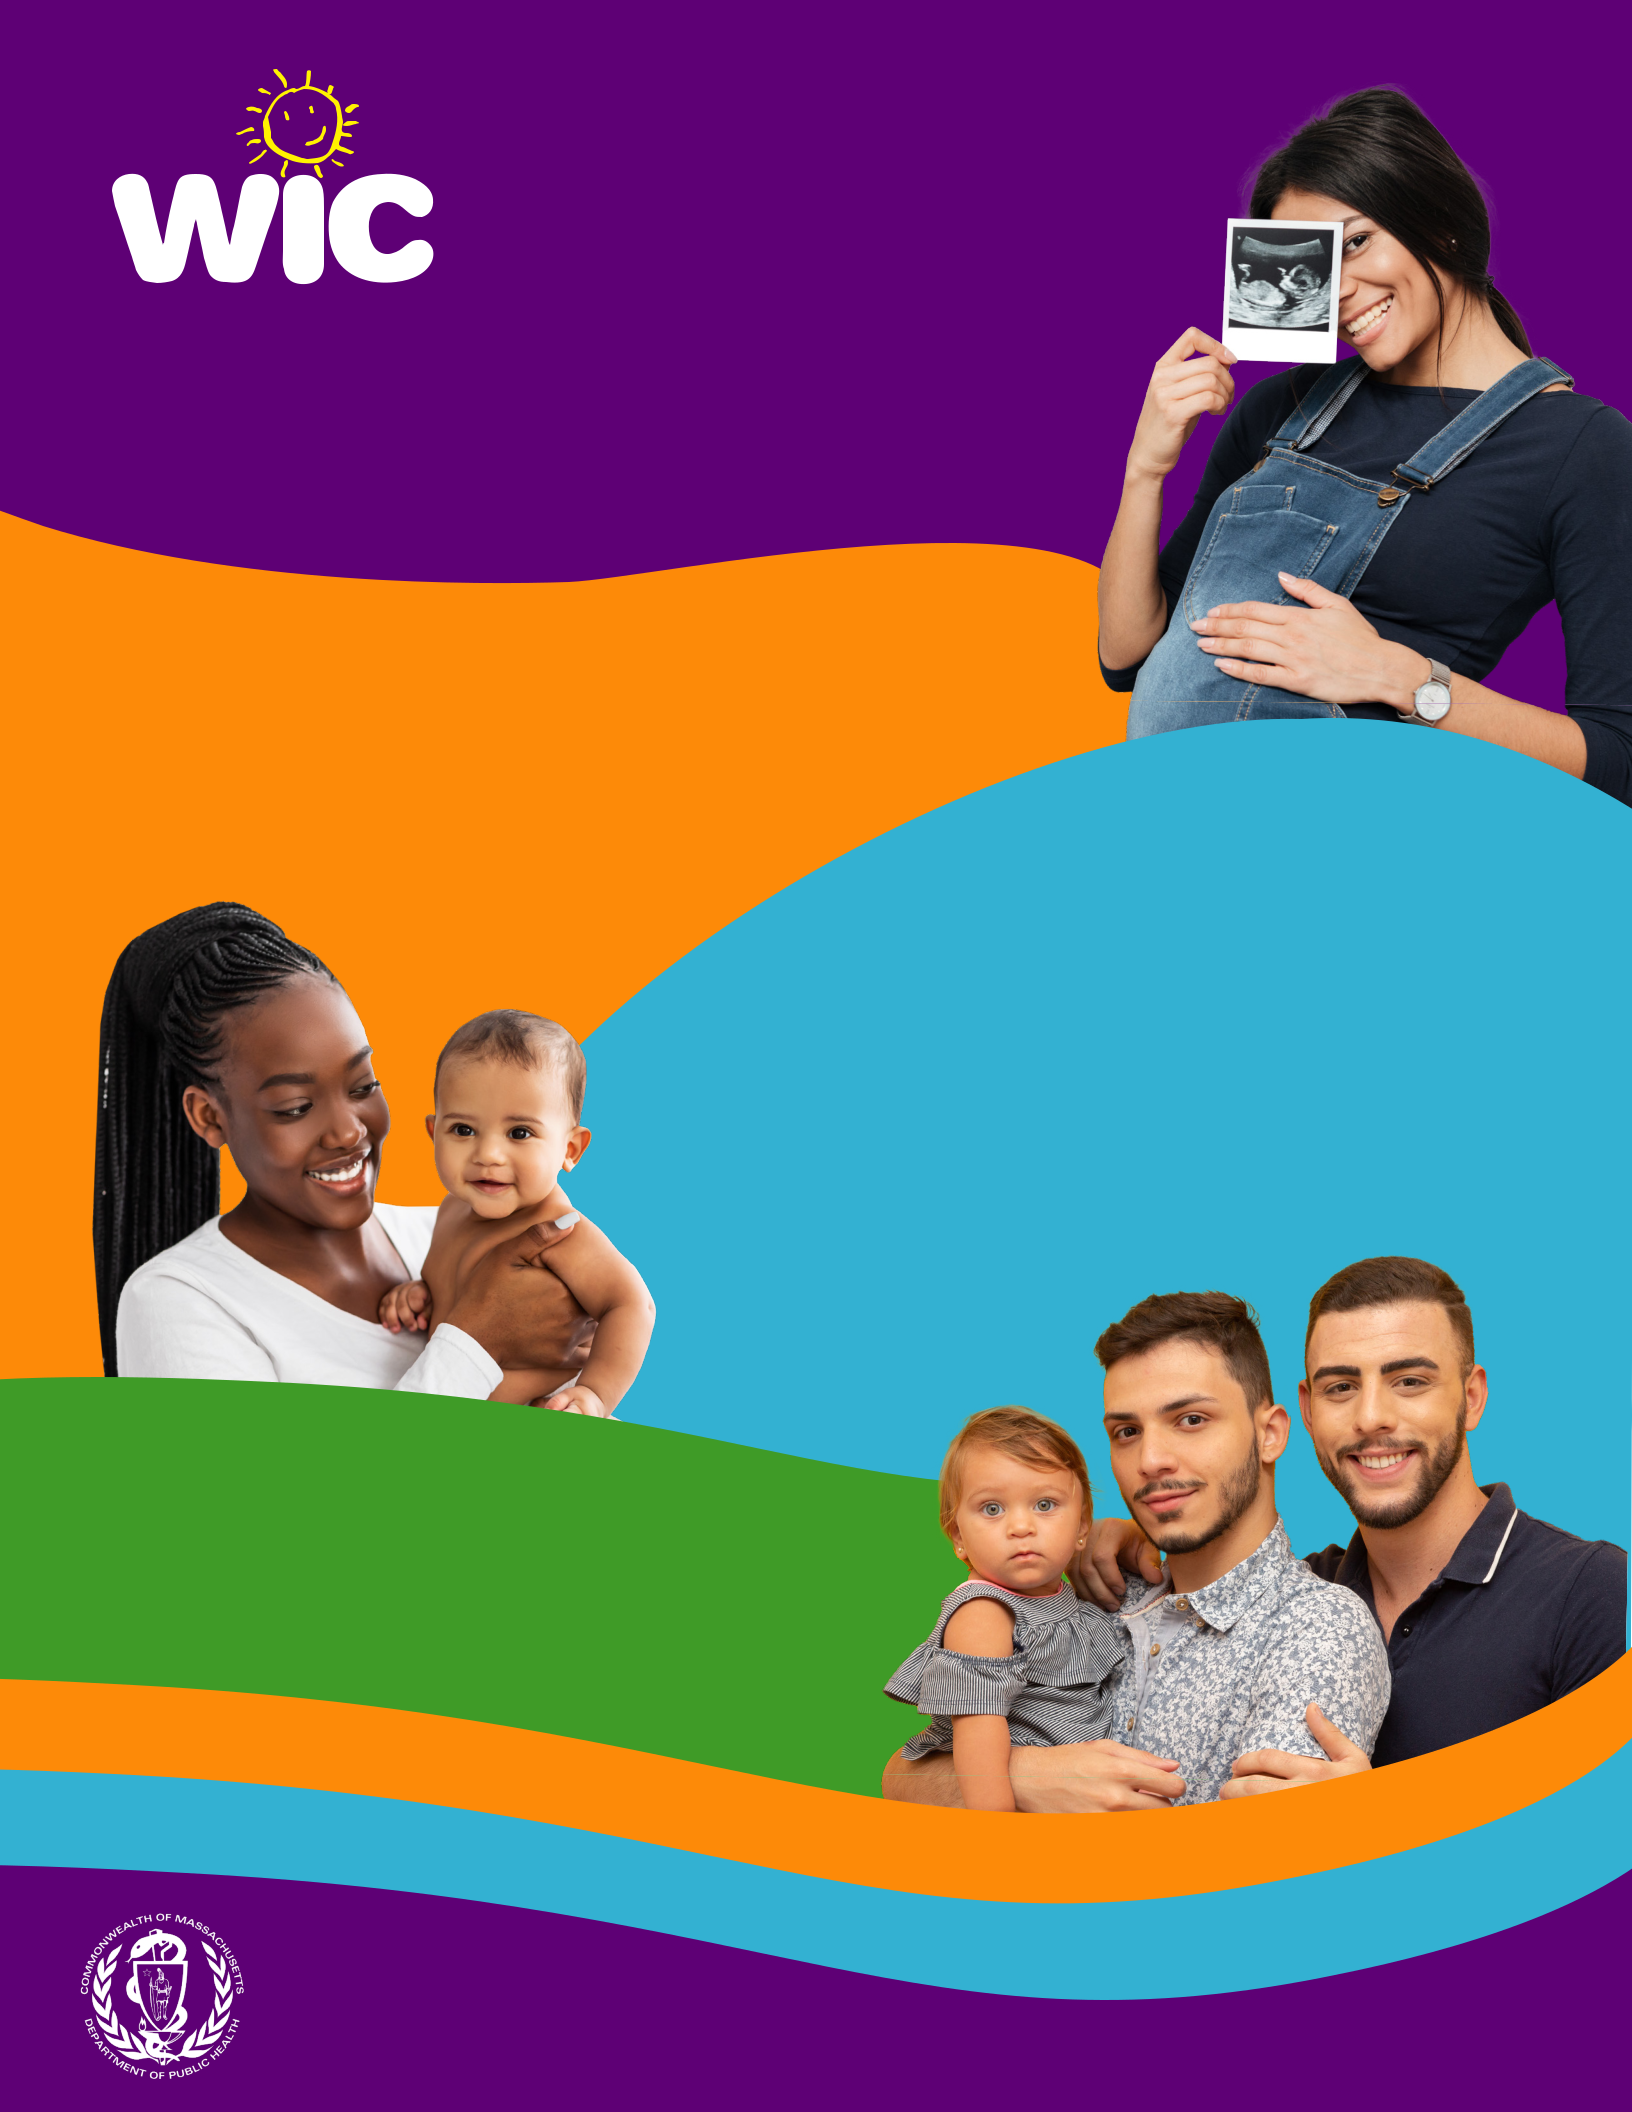 WIC
COMMONWEALTH OF MASSACHUSETTS
DEPARTMENT OF PUBLIC HEALTH